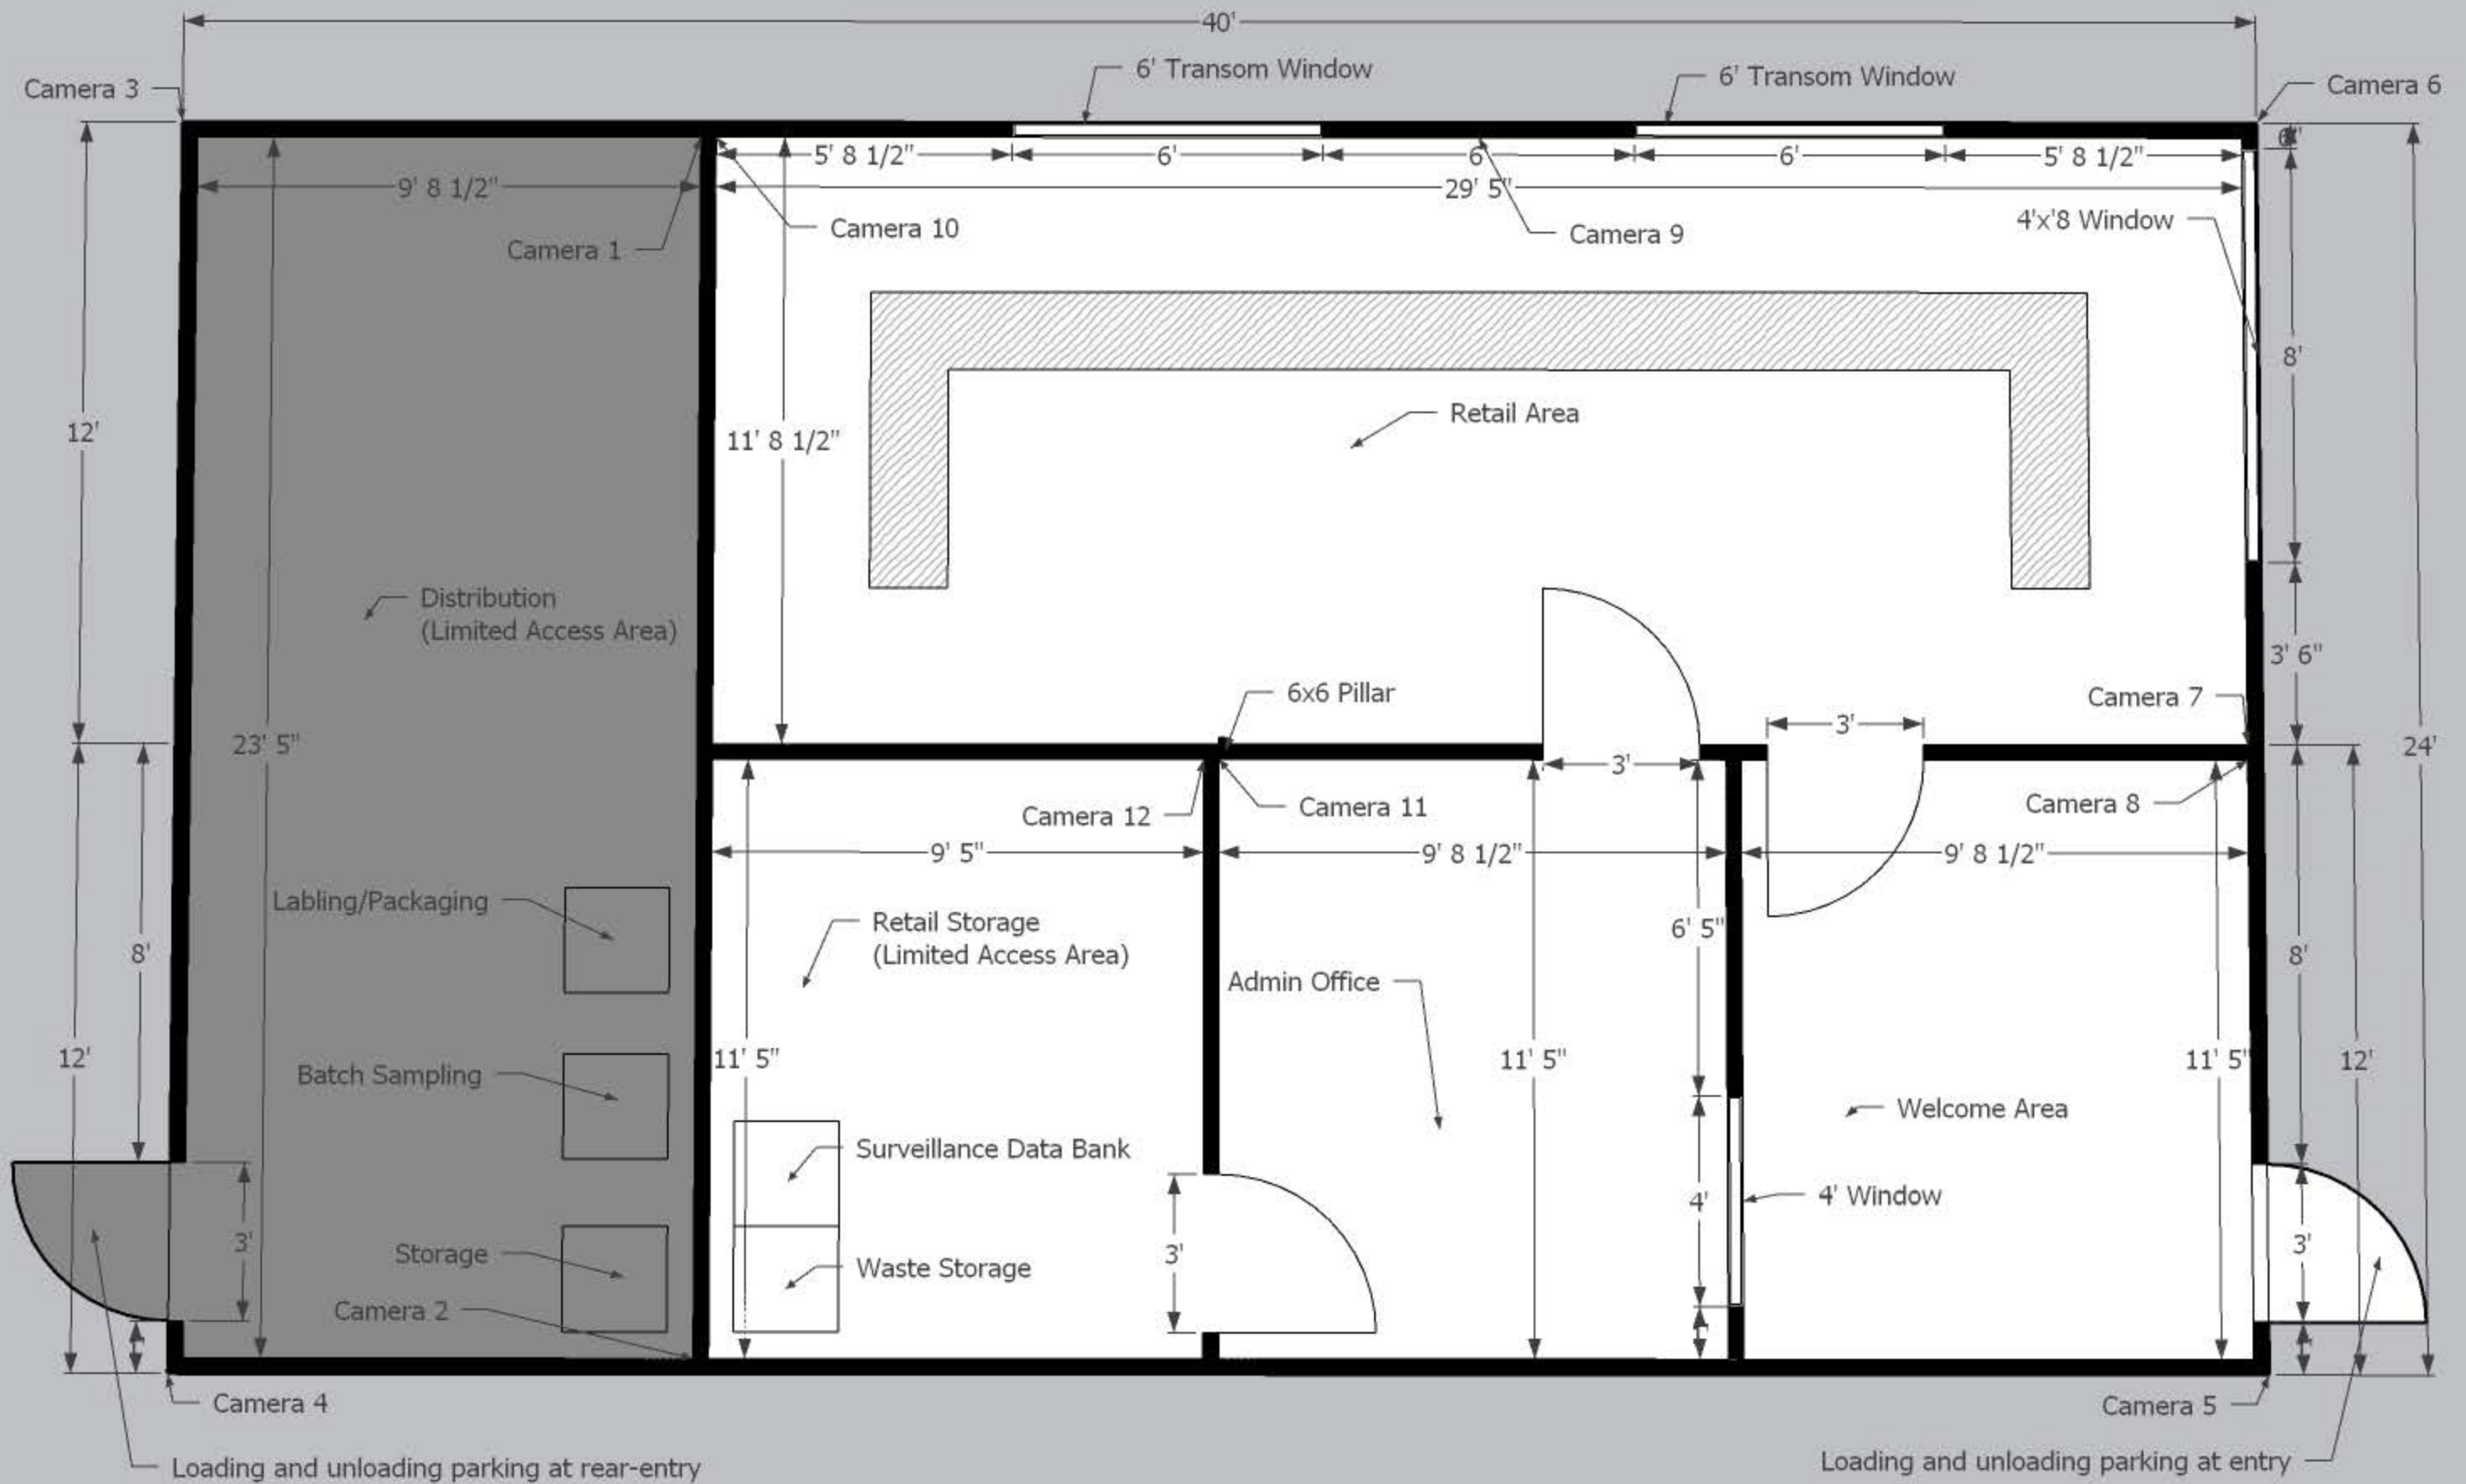 40'
Camera 3
6' Transom Window
6' Transom Window
Camera 6
6"
5' 8 1/2"
6'
6'
6'
5' 8 1/2"
9' 8 1/2"
29' 5"
Camera 1
Camera 10
Camera 9
4'x'8 Window
8'
Retail Area
12'
11' 8 1/2"
Distribution
(Limited Access Area)
3' 6"
6x6 Pillar
Camera 7
3'
23' 5"
24'
3'
Camera 12
Camera 11
Camera 8
9' 5"
9' 8 1/2"
9' 8 1/2"
Labling/Packaging
Retail Storage
(Limited Access Area)
6' 5"
8'
8'
Admin Office
12'
11' 5"
11' 5"
11' 5"
12'
Batch Sampling
Welcome Area
Surveillance Data Bank
4'
4' Window
3'
Storage
3'
3'
Waste Storage
Camera 2
1'
1'
1'
Camera 4
Camera 5
Loading and unloading parking at rear-entry
Loading and unloading parking at entry